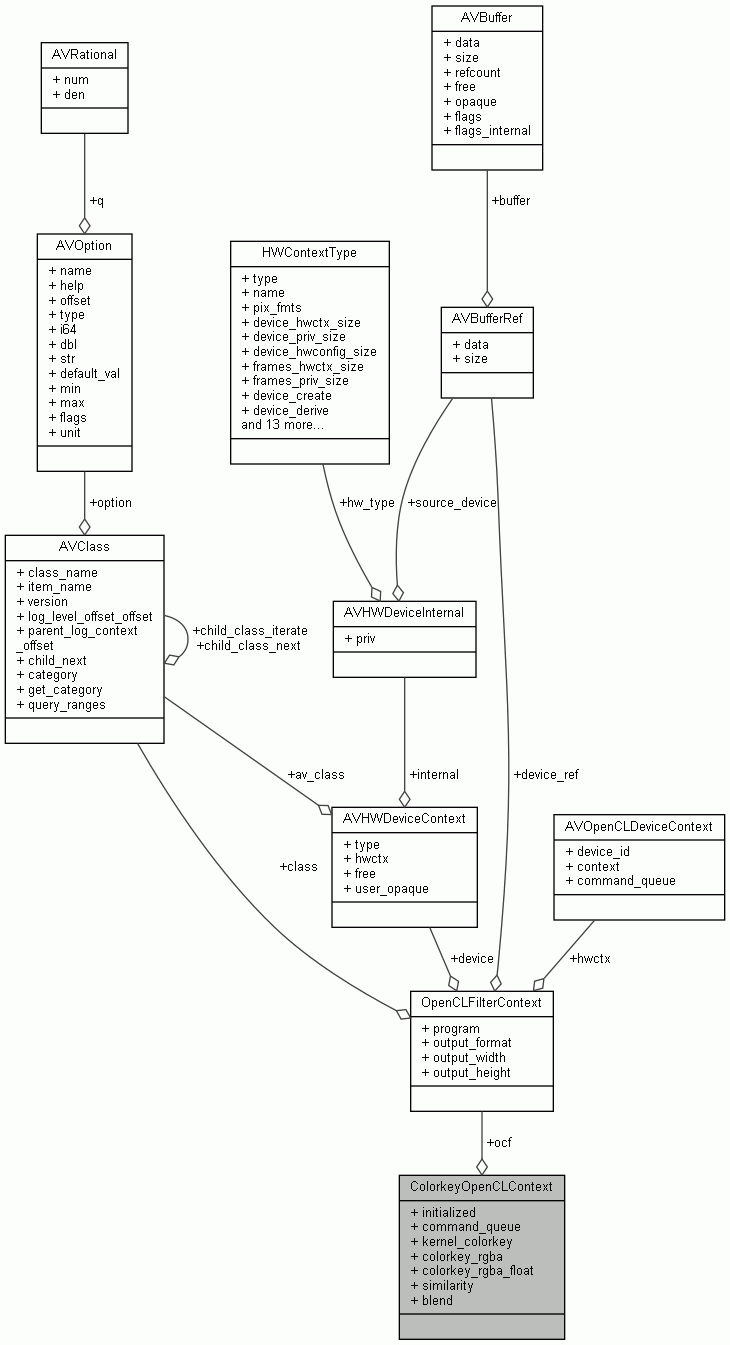 AVBuffer
+ data
+ size
+ refcount
+ free
+ opaque
+ flags
+ flags_internal
AVRational
+ num
+ den
+q
+buffer
AVOption
+ name
+ help
+ offset
+ type
+ i64
+ dbl
+ str
+ default_val
+ min
+ max
+ flags
+ unit
HWContextType
+ type
+ name
+ pix_fmts
+ device_hwctx_size
+ device_priv_size
+ device_hwconfig_size
+ frames_hwctx_size
+ frames_priv_size
+ device_create
+ device_derive
and 13 more...
AVBufferRef
+ data
+ size
+option
+hw_type
+source_device
AVClass
+ class_name
+ item_name
+ version
+ log_level_offset_offset
+ parent_log_context
_offset
+ child_next
+ category
+ get_category
+ query_ranges
+child_class_iterate
+child_class_next
AVHWDeviceInternal
+ priv
+av_class
+internal
+device_ref
AVHWDeviceContext
+ type
+ hwctx
+ free
+ user_opaque
AVOpenCLDeviceContext
+ device_id
+ context
+ command_queue
+class
+device
+hwctx
OpenCLFilterContext
+ program
+ output_format
+ output_width
+ output_height
+ocf
ColorkeyOpenCLContext
+ initialized
+ command_queue
+ kernel_colorkey
+ colorkey_rgba
+ colorkey_rgba_float
+ similarity
+ blend